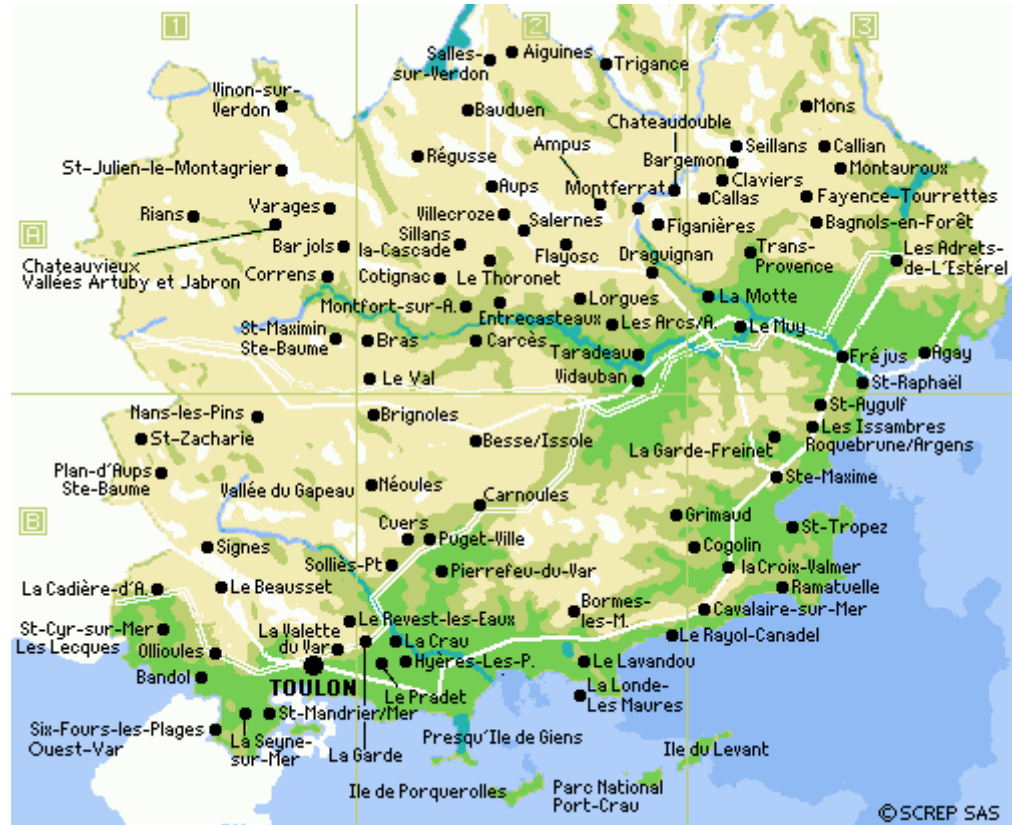 1
2
3
Salles-
sur-Verdon
Aiguines
Trigance
Vinon-sur-
Verdon
Bauduen
Mons
Chateaudouble
Ampus
Régusse
Seillans
Callian
Bargemon
Montauroux
St-Julien-le-Montagrier
Aups
Montferrat
Claviers
Callas
Fayence-Tourrettes
Rians
Varages
Villecroze
Salernes
Figanières
Bagnols-en-Forêt
A
Barjols
Sillans
la-Cascade
Flayosc
Draguignan
Trans-
Provence
Les Adrets-
de-L'Estérel
Chateauvieux
Vallées Artuby et Jabron
Correns
Cotignac
Le Thoronet
Montfort-sur-A.
Lorgues
La Motte
Entrecasteaux
Les Arcs/A.
Le Muy
St-Maximin
Ste-Baume
Bras
Carcès
Taradeau
Fréjus
Agay
Le Val
Vidauban
St-Raphaël
Nans-les-Pins
Brignoles
St-Aygulf
St-Zacharie
Besse/Issole
La Garde-Freinet
Les Issambres
Roquebrune/Argens
Plan-d'Aups
Ste-Baume
Vallée du Gapeau
Néoules
Carnoules
Ste-Maxime
B
Cuers
Puget-Ville
Grimaud
St-Tropez
Signes
Cogolin
Solliès-Pt
Pierrefeu-du-Var
la Croix-Valmer
La Cadière-d'A.
Le Beausset
Ramatuelle
Bormes-
les-M.
Cavalaire-sur-Mer
St-Cyr-sur-Mer
Les Lecques
Le Revest-les-Eaux
La Valette
du Var
La Crau
Le Rayol-Canadel
Ollioules
Hyères-Les-P.
Le Lavandou
Bandol
TOULON
Le Pradet
La Londe-
Les Maures
Six-Fours-les-Plages
Ouest-Var
St-Mandrier/Mer
La Seyne-
sur-Mer
La Garde
Presqu'Ile de Giens
Ile du Levant
Ile de Porquerolles
Parc National
Port-Crau
© SCREP SAS